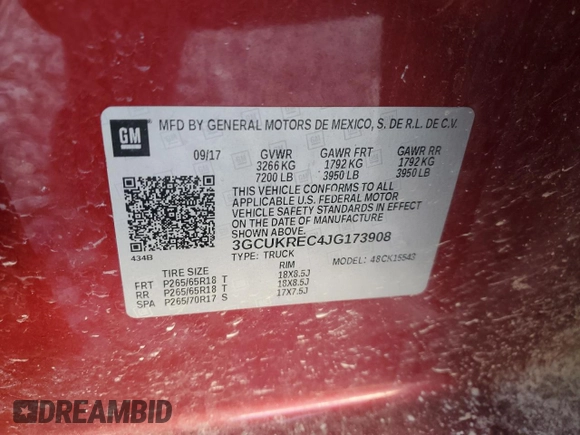 GM
MFD BY GENERAL MOTORS DE MEXICO, S. DE R.L. DE C.V.
09/17 GVWR GAWR FRT GAWR RR
3266 KG 1792 KG 1792 KG
7200 LB 3950 LB 3950 LB
THIS VEHICLE CONFORMS TO ALL
APPLICABLE U.S. FEDERAL MOTOR
VEHICLE SAFETY STANDARDS IN EFFECT
ON THE DATE OF MANUFACTURE
SHOWN ABOVE
434B 3GCUKREC4JG173908
TYPE: TRUCK MODEL: 48CK15543
TIRE SIZE RIM
FRT P265/65R18 T 18X8.5J
RR P265/65R18 T 18X8.5J
SPA P265/70R17 S 17X7.5J
DREAMBID